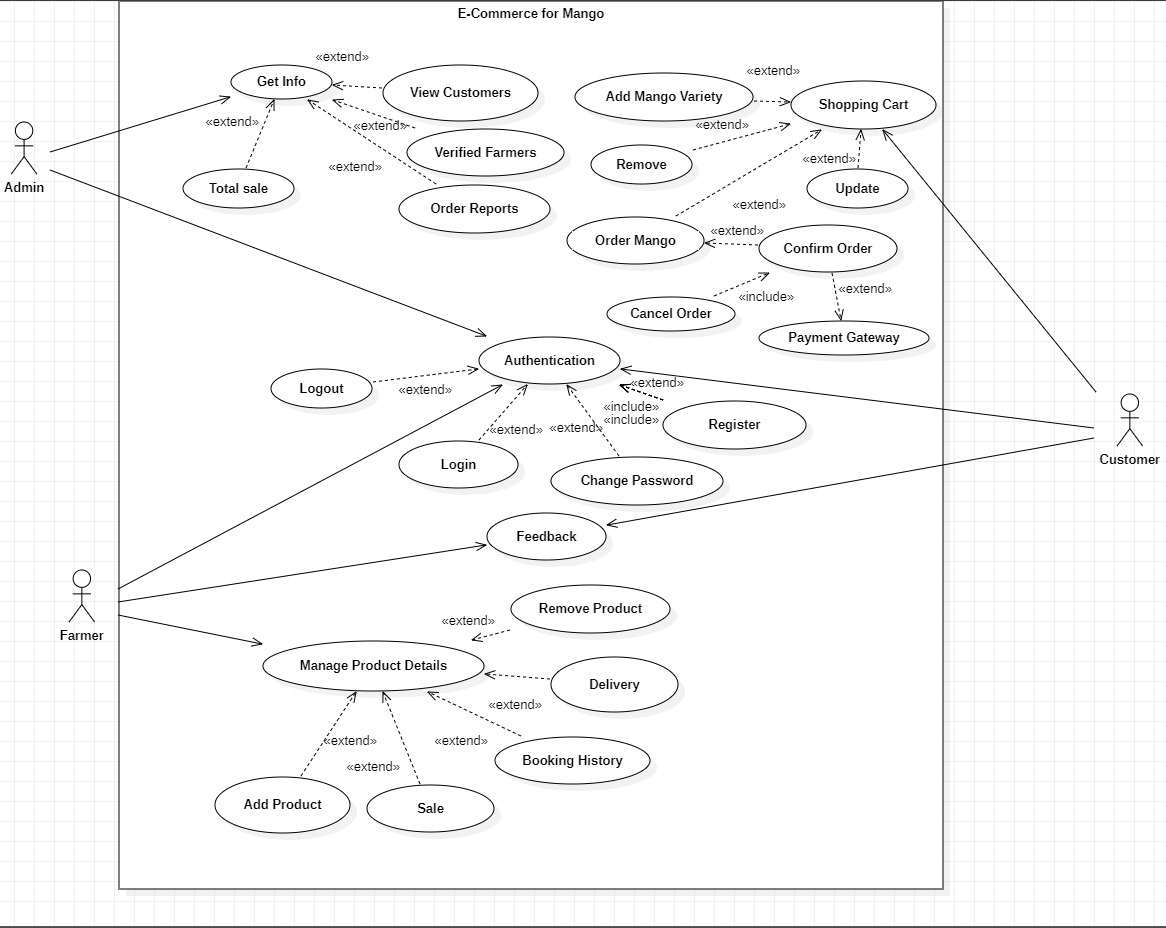 E-Commerce for Mango
«extend»
Get Info
View Customers
«extend»
«extend»
Verified Farmers
«extend»
Total sale
Order Reports
«extend»
Add Mango Variety
Shopping Cart
«extend»
Remove
«extend»
Update
«extend»
Order Mango
«extend»
Confirm Order
«extend»
Cancel Order
«include»
Payment Gateway
Admin
Authentication
Logout
«extend»
«extend»
«include»
«include»
Register
«extend»
«extend»
Login
Change Password
Customer
Feedback
Farmer
Remove Product
«extend»
Manage Product Details
Delivery
«extend»
«extend»
«extend»
«extend»
Booking History
Add Product
Sale